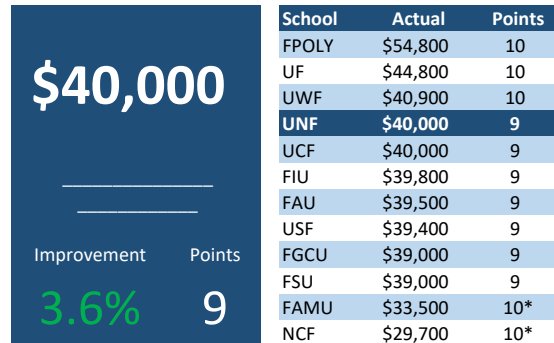 $40,000
Improvement Points
3.6% 9
School Actual Points
FPOLY $54,800 10
UF $44,800 10
UWF $40,900 10
UNF $40,000 9
UCF $40,000 9
FIU $39,800 9
FAU $39,500 9
USF $39,400 9
FGCU $39,000 9
FSU $39,000 9
FAMU $33,500 10*
NCF $29,700 10*